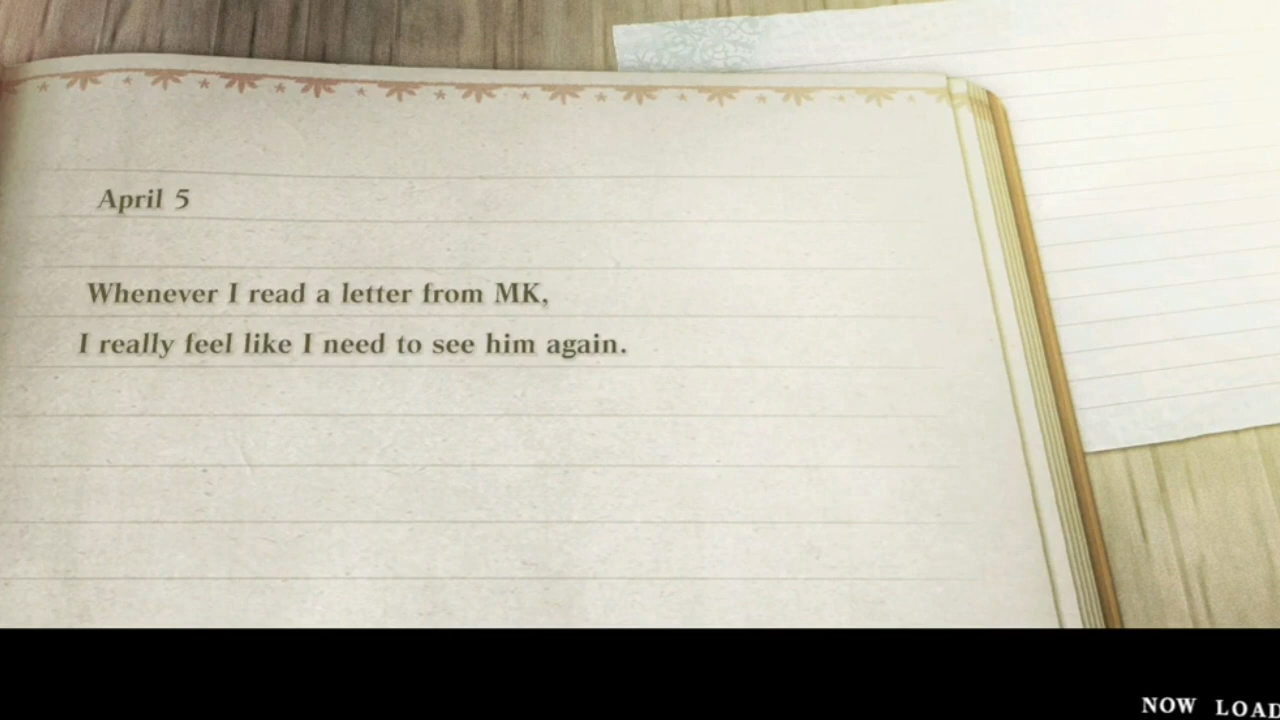 April 5
Whenever I read a letter from MK,
I really feel like I need to see him again.
NOW LOAD